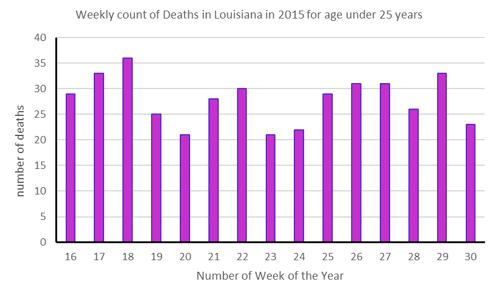 Weekly count of Deaths in Louisiana in 2015 for age under 25 years
number of deaths
40
35
30
25
20
15
10
5
0
16 17 18 19 20 21 22 23 24 25 26 27 28 29 30
Number of Week of the Year